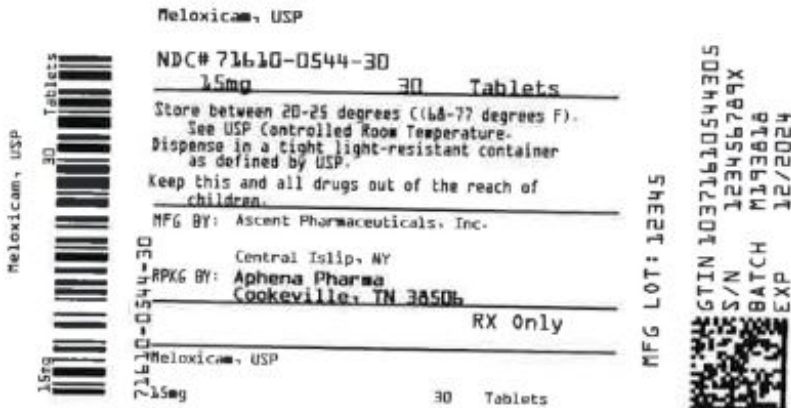 Meloxicam, USP
NDC# 71610-0544-30
15mg 30 Tablets
Store between 20-25 degrees C((68-77 degrees F).
See USP Controlled Room Temperature.
Dispense in a tight light-resistant container
as defined by USP.
Keep this and all drugs out of the reach of
children.
MFG BY: Ascent Pharmaceuticals, Inc.
Central Islip, NY
RPKG BY: Aphena Pharma
Cookeville, TN 38506
RX Only
Meloxicam, USP
15mg 30 Tablets
Meloxicam, USP
15mg 30 Tablets
71610-0544-30
MFG LOT: 12345
GTIN 10371610544305
S/N 123456789X
BATCH M193818
EXP 12/2024